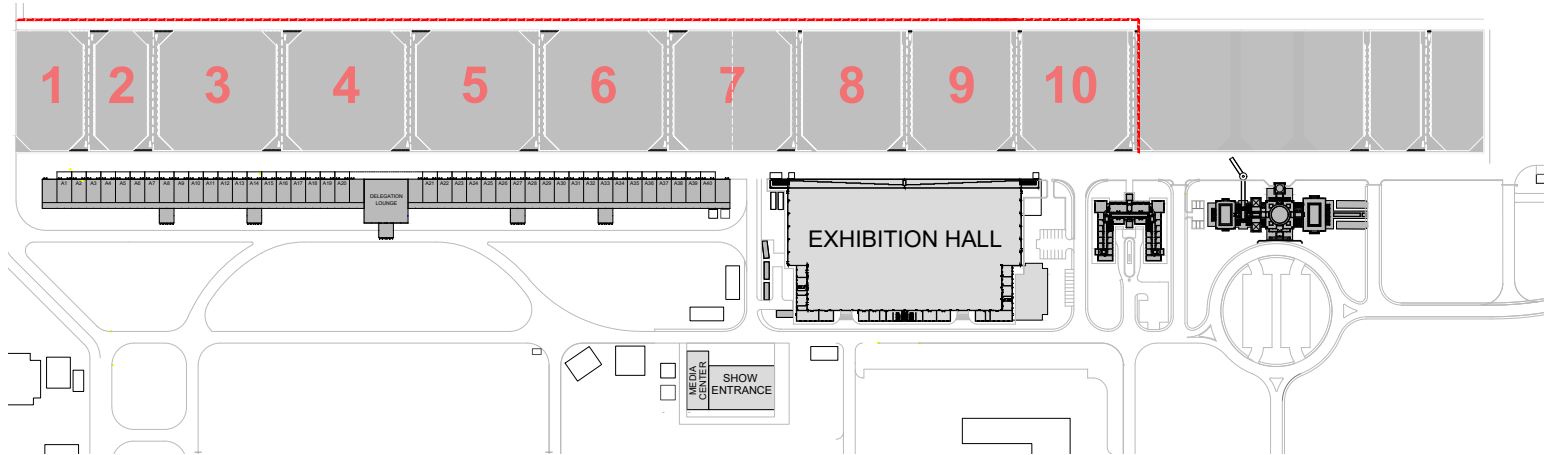 1 2 3 4 5 6 7 8 9 10
A1 A2 A3 A4 A5 A6 A7 A8 A9 A10 A11 A12 A13 A14 A15 A16 A17 A18 A19 A20
A21 A22 A23 A24 A25 A26 A27 A28 A29 A30 A31 A32 A33 A34 A35 A36 A37 A38 A39 A40
DELEGATION
LOUNGE
EXHIBITION HALL
MEDIA
CENTER
SHOW
ENTRANCE